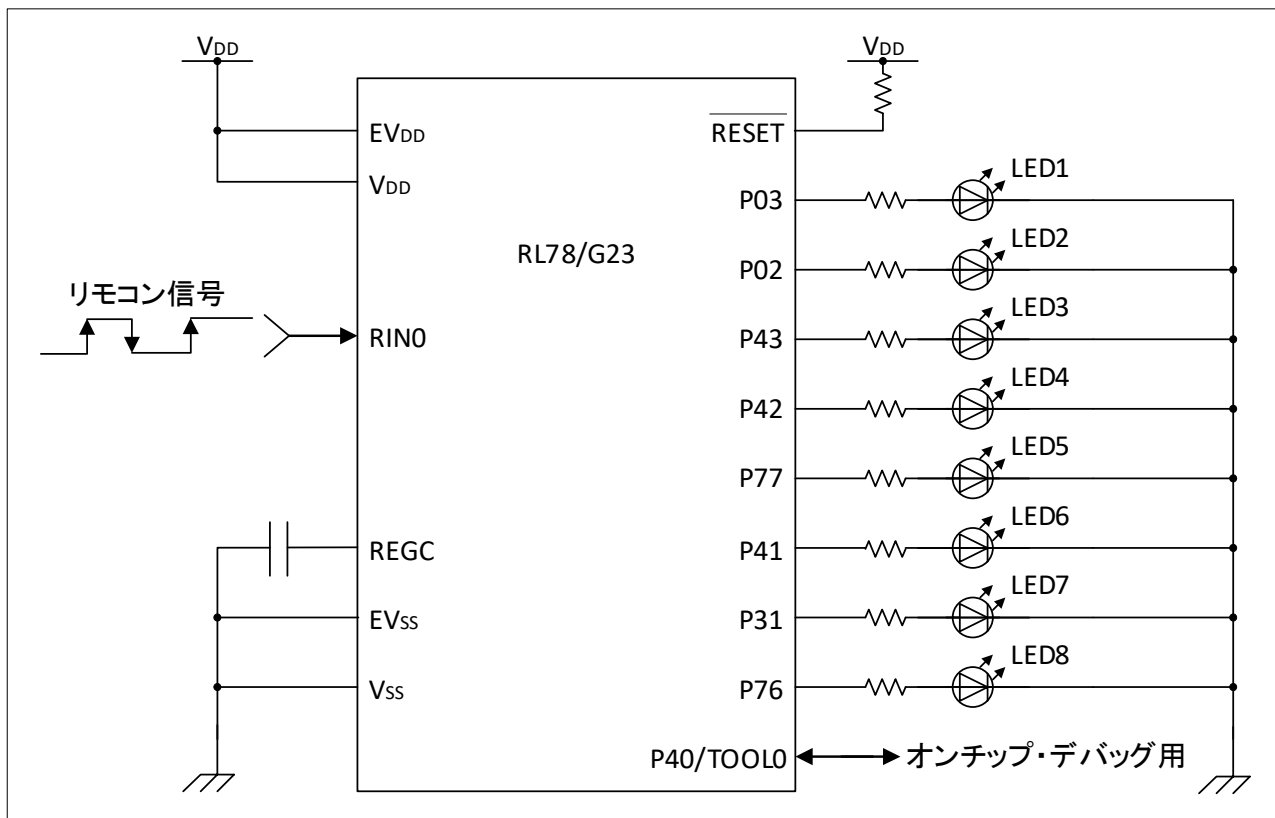 VDD
VDD
EVDD
VDD
RESET
P03
LED1
RL78/G23
P02
LED2
リモコン信号
RIN0
P43
LED3
P42
LED4
P77
LED5
REGC
P41
LED6
EVSS
P31
LED7
VSS
P76
LED8
P40/TOOL0
オンチップ・デバッグ用